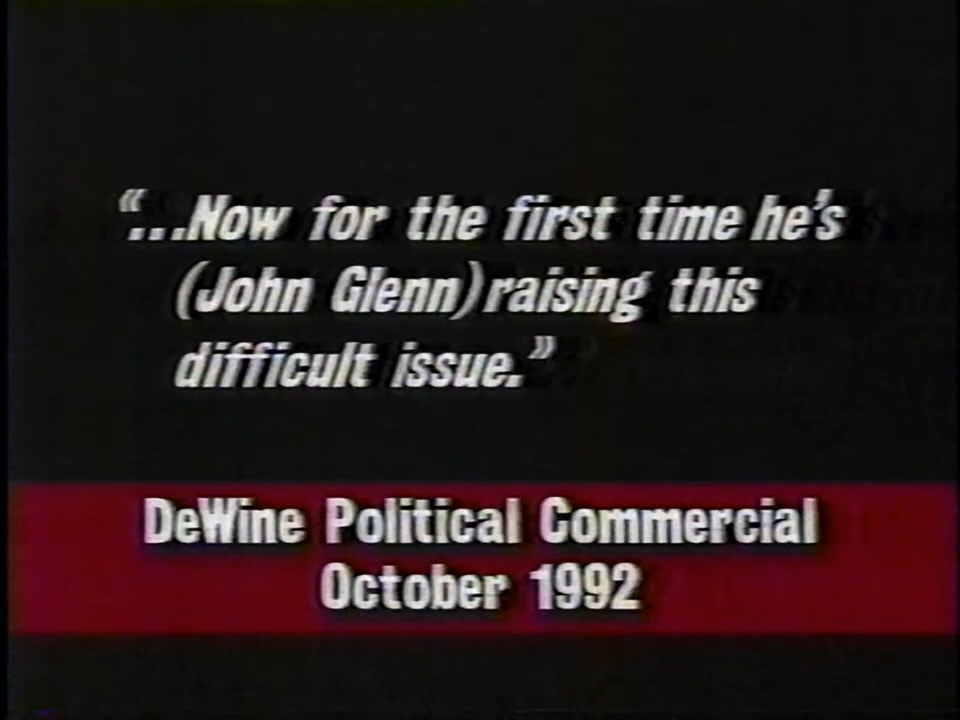 “...Now for the first time he's
(John Glenn) raising this
difficult issue.”
DeWine Political Commercial
October 1992